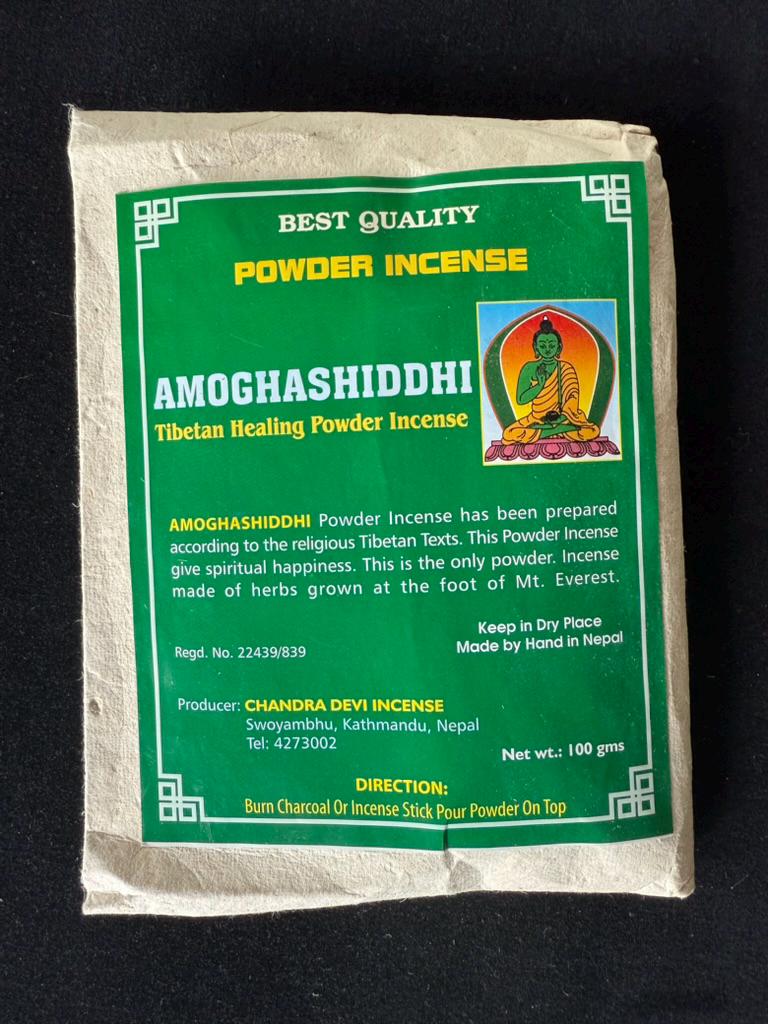 BEST QUALITY
POWDER INCENSE
AMOGHASHIDDHI
Tibetan Healing Powder Incense
AMOGHASHIDDHI Powder Incense has been prepared
according to the religious Tibetan Texts. This Powder Incense
give spiritual happiness. This is the only powder. Incense
made of herbs grown at the foot of Mt. Everest.
Keep in Dry Place
Made by Hand in Nepal
Regd. No. 22439/839
Producer: CHANDRA DEVI INCENSE
Swoyambhu, Kathmandu, Nepal
Tel: 4273002
Net wt.: 100 gms
DIRECTION:
Burn Charcoal Or Incense Stick Pour Powder On Top